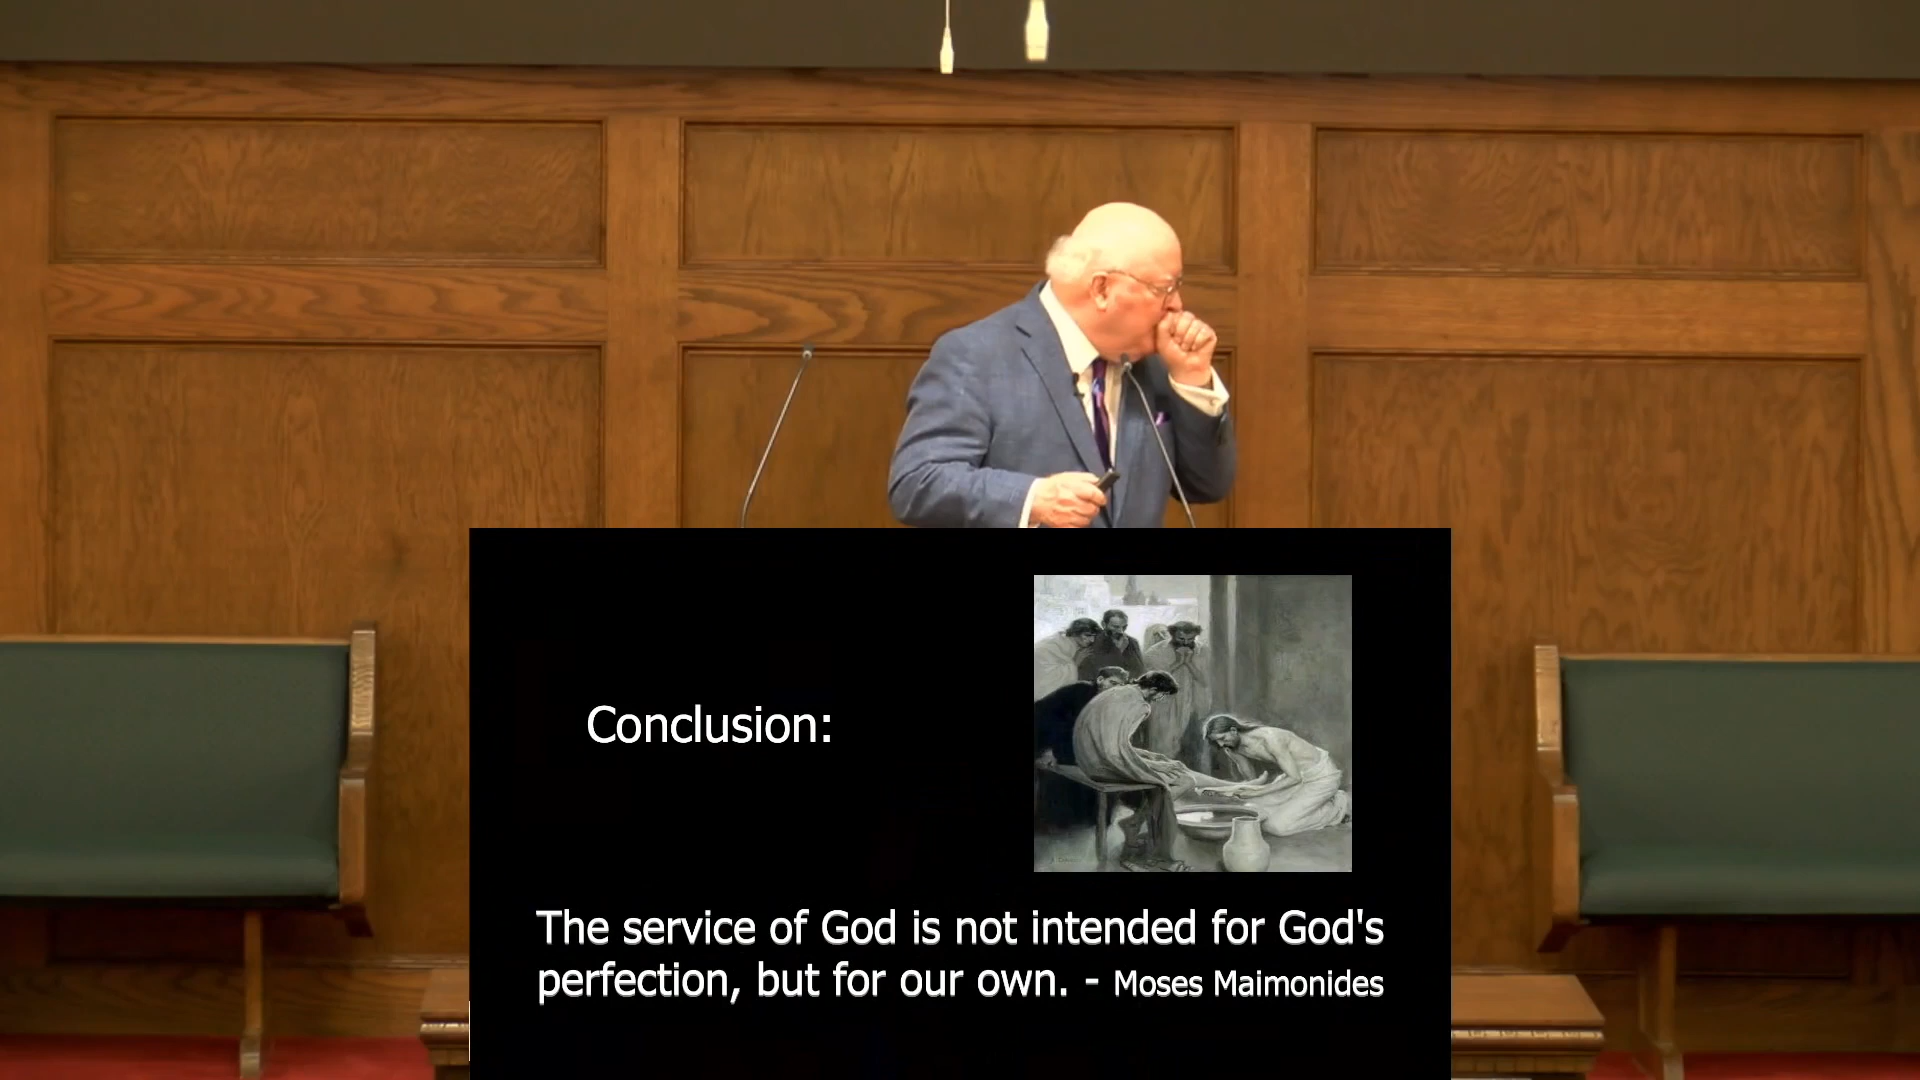 Conclusion:
The service of God is not intended for God's
perfection, but for our own. - Moses Maimonides